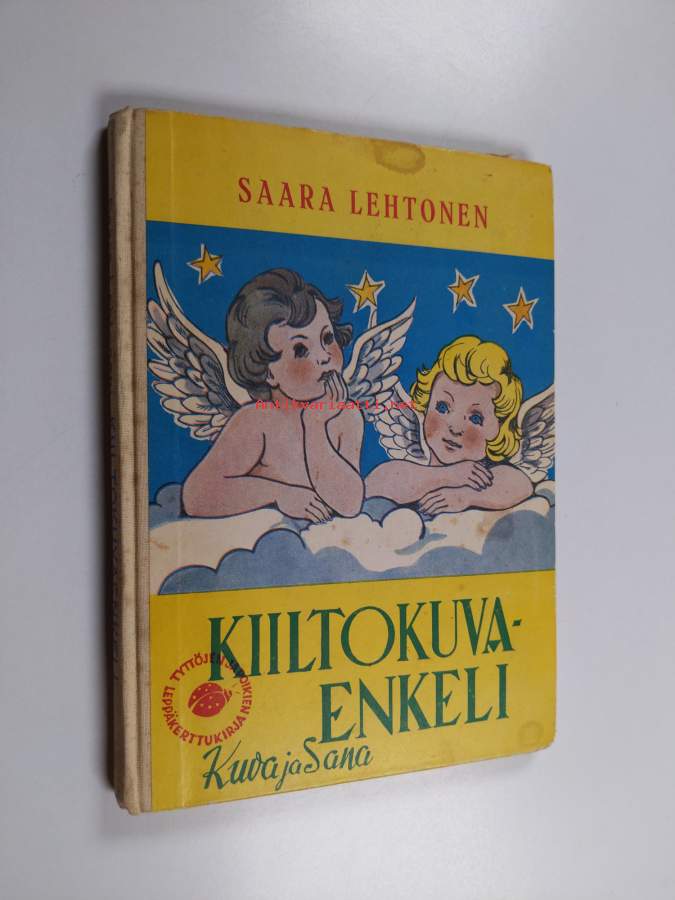 SAARA LEHTONEN
Antikvariaatti.net
KIILTOKUVA-
ENKELI
TYTTÖJEN JA POIKIEN
LEPPÄKERTTUKIRJA
Kuva ja Sana